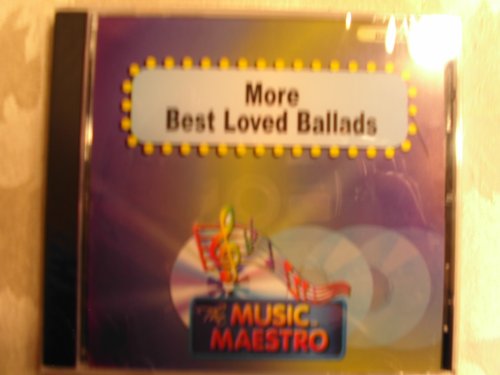 More
Best Loved Ballads
The
MUSIC
MAESTRO